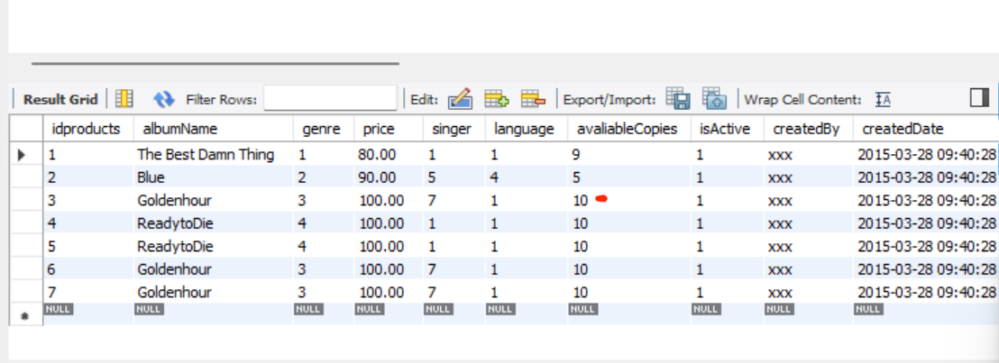 Result Grid Filter Rows: Edit: Export/Import: Wrap Cell Content: IA
idproducts albumName genre price singer language avaliableCopies isActive createdBy createdDate
1 The Best Damn Thing 1 80.00 1 1 9 1 xxx 2015-03-28 09:40:28
2 Blue 2 90.00 5 4 5 1 xxx 2015-03-28 09:40:28
3 Goldenhour 3 100.00 7 1 10 1 xxx 2015-03-28 09:40:28
4 ReadytoDie 4 100.00 1 1 10 1 xxx 2015-03-28 09:40:28
5 ReadytoDie 4 100.00 1 1 10 1 xxx 2015-03-28 09:40:28
6 Goldenhour 3 100.00 7 1 10 1 xxx 2015-03-28 09:40:28
7 Goldenhour 3 100.00 7 1 10 1 xxx 2015-03-28 09:40:28
NULL NULL NULL NULL NULL NULL NULL NULL NULL NULL